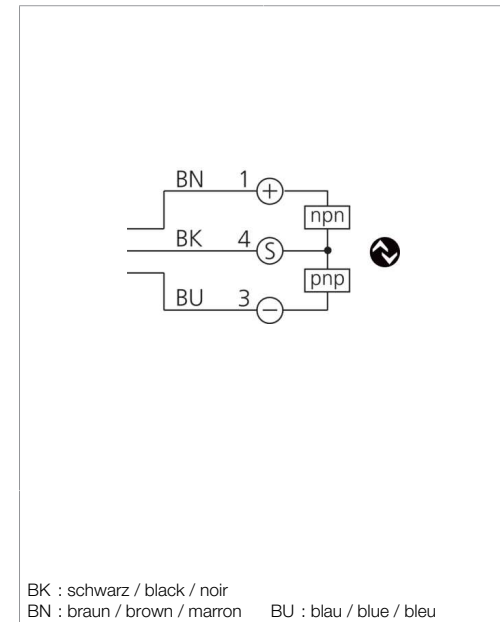 BN 1 +
npn
BK 4 S
pnp
BU 3 −
BK : schwarz / black / noir
BN : braun / brown / marron BU : blau / blue / bleu